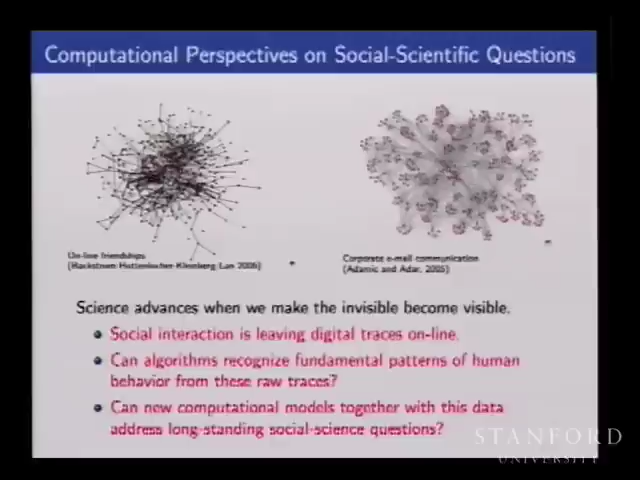 Computational Perspectives on Social-Scientific Questions
On-line friendships
(Backstrom-Huttenlocher-Kleinberg-Lan 2006)
Corporate e-mail communication
(Adamic and Adar, 2005)
Science advances when we make the invisible become visible.
Social interaction is leaving digital traces on-line.
Can algorithms recognize fundamental patterns of human
behavior from these raw traces?
Can new computational models together with this data
address long-standing social-science questions?
STANFORD
UNIVERSITY